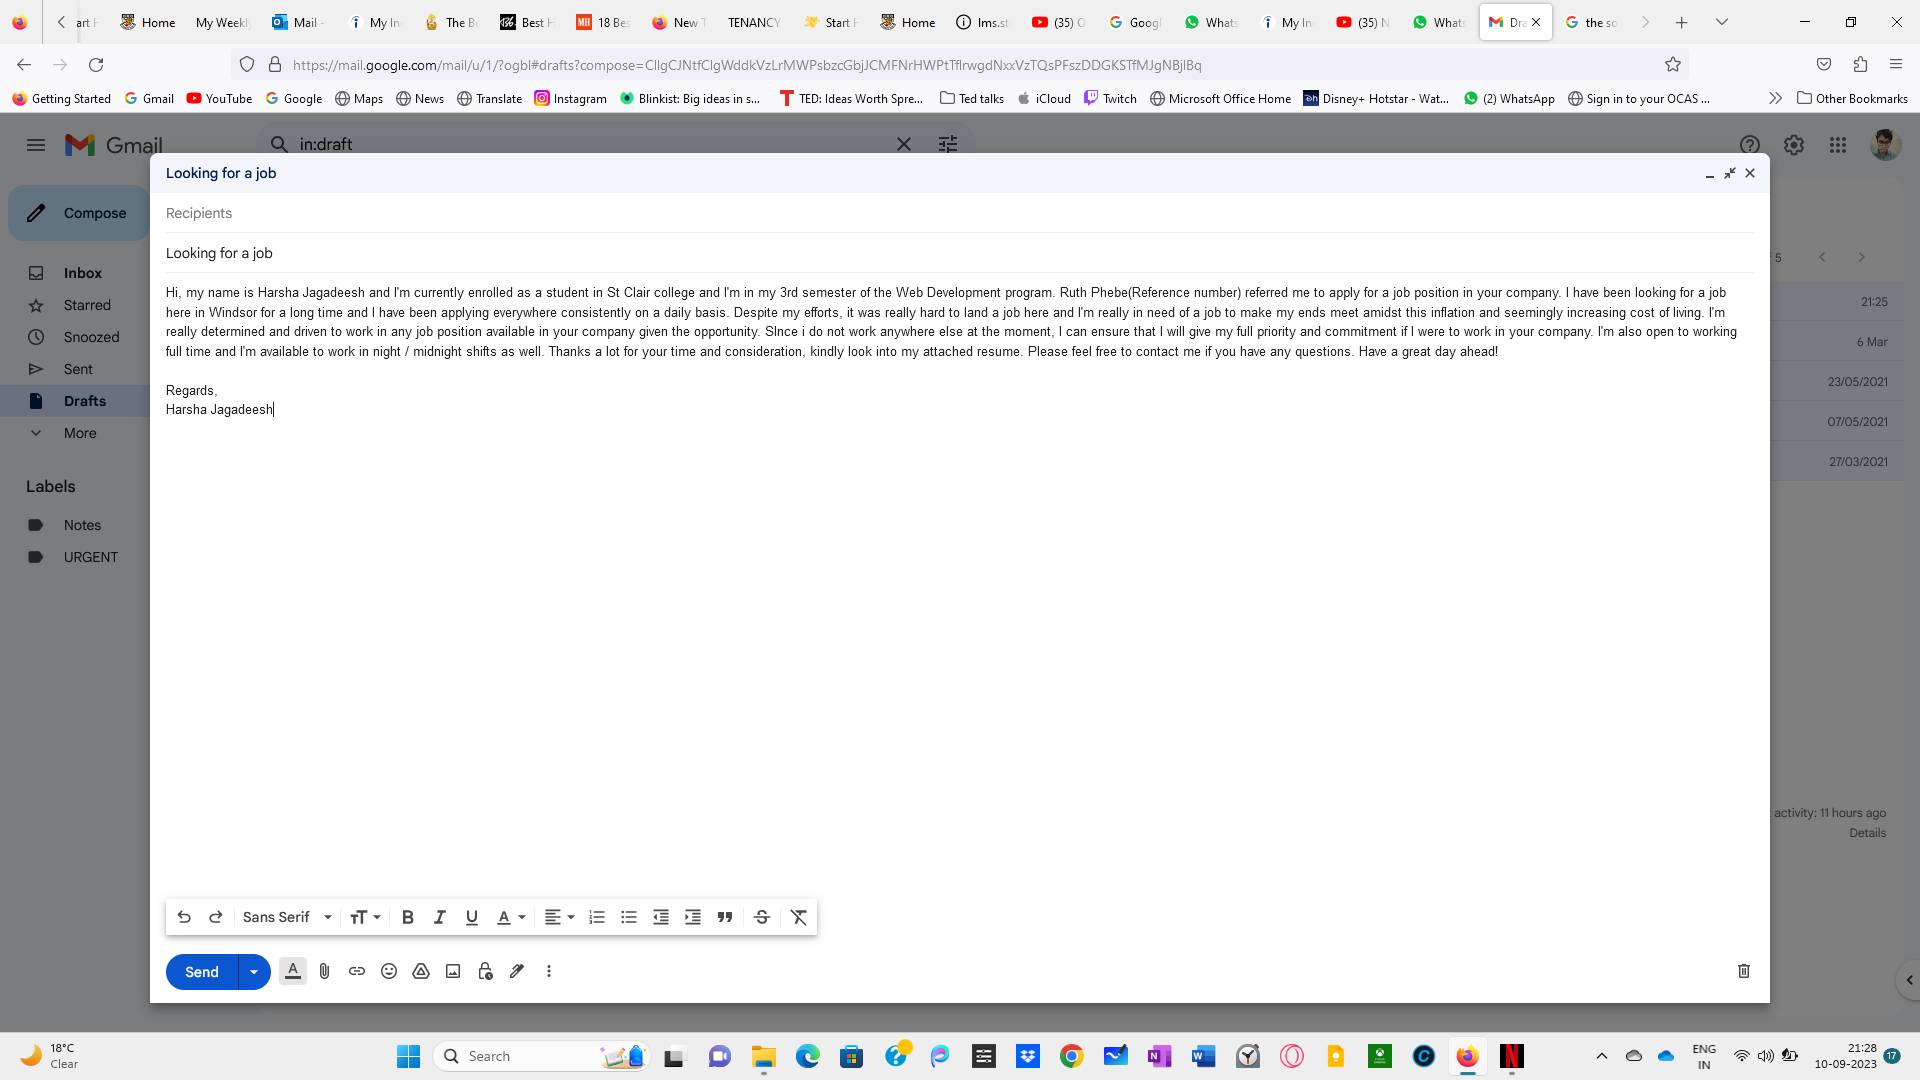 art H
Home
My Weekl
Mail -
My In
The Be
Best H
18 Bes
New T
TENANCY
Start H
Home
lms.st
(35) O
Googl
Whats
My In
(35) N
Whats
Dra
the so
https://mail.google.com/mail/u/1/?ogbl#drafts?compose=CllgCJNtfClgWddkVzLrMWPsbzcGbjJCMFNrHWPtTflrwgdNxxVzTQsPFszDDGKSTfMJgNBjlBq
Getting Started
Gmail
YouTube
Google
Maps
News
Translate
Instagram
Blinkist: Big ideas in s...
TED: Ideas Worth Spre...
Ted talks
iCloud
Twitch
Microsoft Office Home
Disney+ Hotstar - Wat...
(2) WhatsApp
Sign in to your OCAS ...
Other Bookmarks
Gmail
in:draft
Compose
Inbox
Starred
Snoozed
Sent
Drafts
More
Labels
Notes
URGENT
Looking for a job
Recipients
Looking for a job
Hi, my name is Harsha Jagadeesh and I'm currently enrolled as a student in St Clair college and I'm in my 3rd semester of the Web Development program. Ruth Phebe(Reference number) referred me to apply for a job position in your company. I have been looking for a job
here in Windsor for a long time and I have been applying everywhere consistently on a daily basis. Despite my efforts, it was really hard to land a job here and I'm really in need of a job to make my ends meet amidst this inflation and seemingly increasing cost of living. I'm
really determined and driven to work in any job position available in your company given the opportunity. SInce i do not work anywhere else at the moment, I can ensure that I will give my full priority and commitment if I were to work in your company. I'm also open to working
full time and I'm available to work in night / midnight shifts as well. Thanks a lot for your time and consideration, kindly look into my attached resume. Please feel free to contact me if you have any questions. Have a great day ahead!
Regards,
Harsha Jagadeesh
5
21:25
6 Mar
23/05/2021
07/05/2021
27/03/2021
activity: 11 hours ago
Details
Sans Serif
Send
18°C
Clear
Search
ENG
IN
21:28
10-09-2023
17